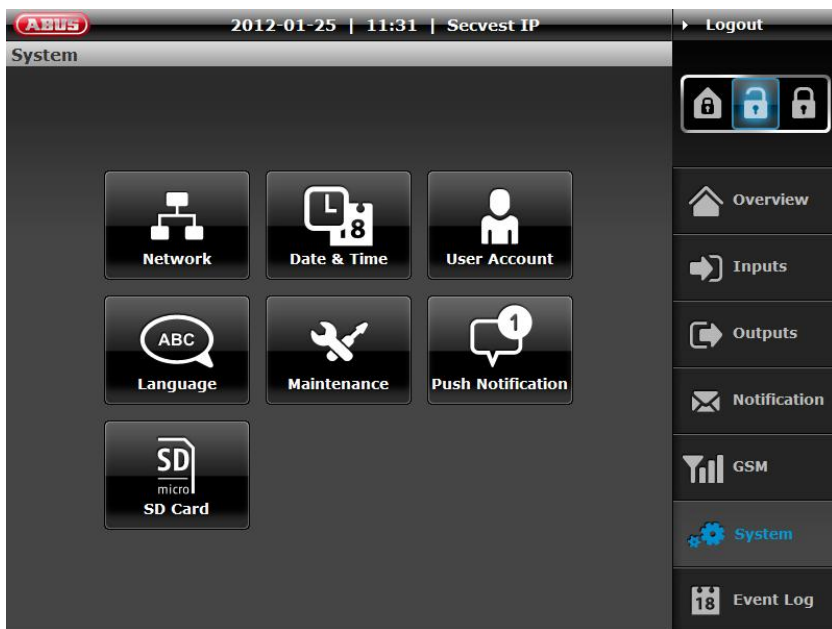 ABUS
2012-01-25 | 11:31 | Secvest IP
Logout
System
Network
18
Date & Time
User Account
ABC
Language
Maintenance
1
Push Notification
SD
micro
SD Card
Overview
Inputs
Outputs
Notification
GSM
System
18
Event Log